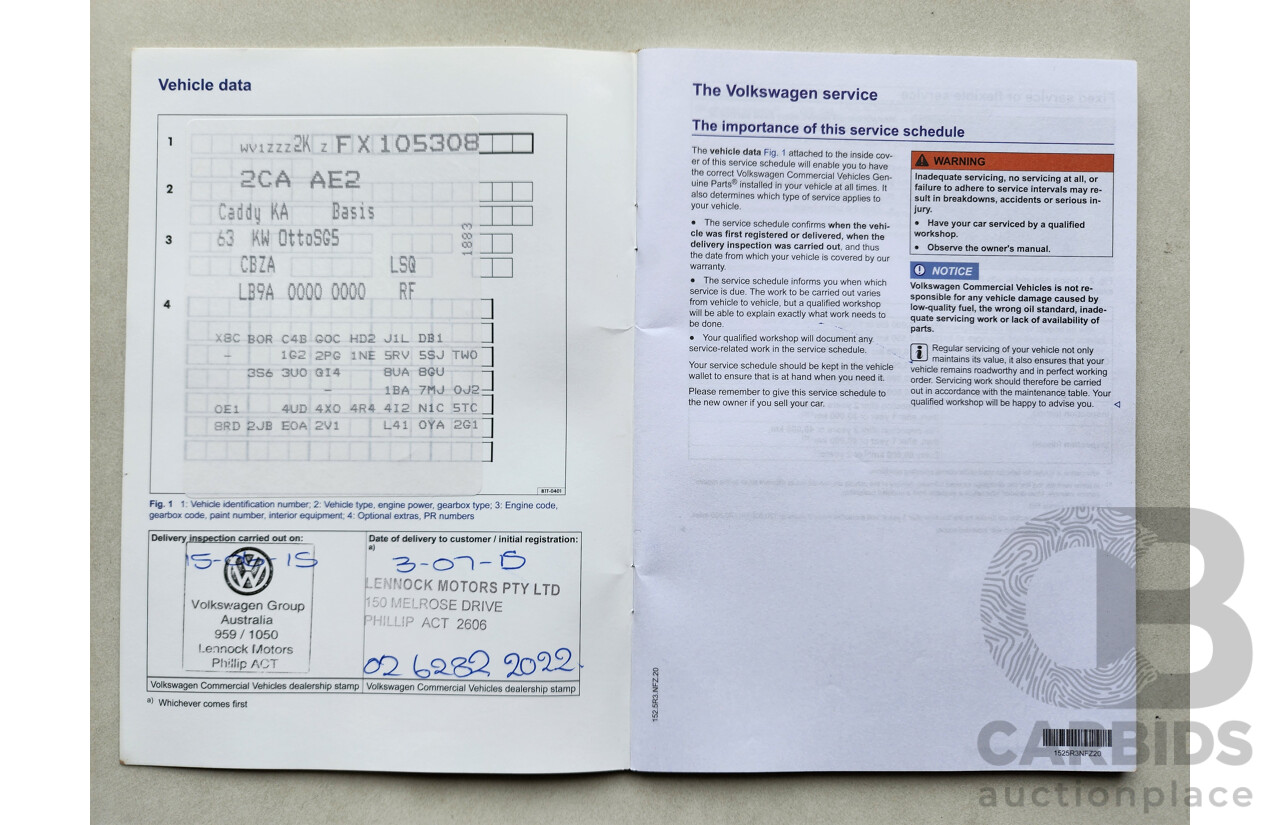 Vehicle data
1
WV1ZZZ2K Z FX105308
2CA AE2
2
Caddy KA Basis
3
63 KW OttoSG5
1883
CBZA LSQ
LB9A 0000 0000 RF
4
X8C B0R C4B G0C HD2 J1L DB1
- 1G2 2PG 1NE 5RV 5SJ TW0
3S6 3U0 GI4 8UA 8GU
- 1BA 7MJ 0J2
0E1 4UD 4X0 4R4 4I2 N1C 5TC
8RD 2JB E0A 2V1 L41 0YA 2G1
B1T-0401
Fig. 1 1: Vehicle identification number; 2: Vehicle type, engine power, gearbox type; 3: Engine code,
gearbox code, paint number, interior equipment; 4: Optional extras, PR numbers
Delivery inspection carried out on:
Volkswagen Group
Australia
959 / 1050
Lennock Motors
Phillip ACT
Volkswagen Commercial Vehicles dealership stamp
Date of delivery to customer / initial registration:
a)
3-07-15
LENNOCK MOTORS PTY LTD
150 MELROSE DRIVE
PHILLIP ACT 2606
02 6282 2022.
Volkswagen Commercial Vehicles dealership stamp
a) Whichever comes first
The Volkswagen service
The importance of this service schedule
The vehicle data Fig. 1 attached to the inside cov-
er of this service schedule will enable you to have
the correct Volkswagen Commercial Vehicles Gen-
uine Parts® installed in your vehicle at all times. It
also determines which type of service applies to
your vehicle.
• The service schedule confirms when the vehi-
cle was first registered or delivered, when the
delivery inspection was carried out, and thus
the date from which your vehicle is covered by our
warranty.
• The service schedule informs you when which
service is due. The work to be carried out varies
from vehicle to vehicle, but a qualified workshop
will be able to explain exactly what work needs to
be done.
• Your qualified workshop will document any
service-related work in the service schedule.
Your service schedule should be kept in the vehicle
wallet to ensure that is at hand when you need it.
Please remember to give this service schedule to
the new owner if you sell your car.
WARNING
Inadequate servicing, no servicing at all, or
failure to adhere to service intervals may re-
sult in breakdowns, accidents or serious in-
jury.
• Have your car serviced by a qualified
workshop.
• Observe the owner's manual.
NOTICE
Volkswagen Commercial Vehicles is not re-
sponsible for any vehicle damage caused by
low-quality fuel, the wrong oil standard, inade-
quate servicing work or lack of availability of
parts.
Regular servicing of your vehicle not only
maintains its value, it also ensures that your
vehicle remains roadworthy and in perfect working
order. Servicing work should therefore be carried
out in accordance with the maintenance table. Your
qualified workshop will be happy to advise you.
152.5R3.NFZ.20
1525R3NFZ20
CARBIDS
auctionplace